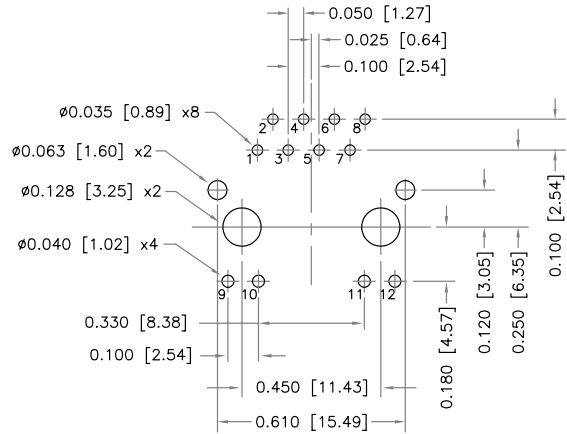 0.050 [1.27]
0.025 [0.64]
0.100 [2.54]
ø0.035 [0.89] x8
2 4 6 8
ø0.063 [1.60] x2
1 3 5 7
ø0.128 [3.25] x2
0.100 [2.54]
ø0.040 [1.02] x4
0.120 [3.05]
0.250 [6.35]
9 10 11 12
0.180 [4.57]
0.330 [8.38]
0.100 [2.54]
0.450 [11.43]
0.610 [15.49]